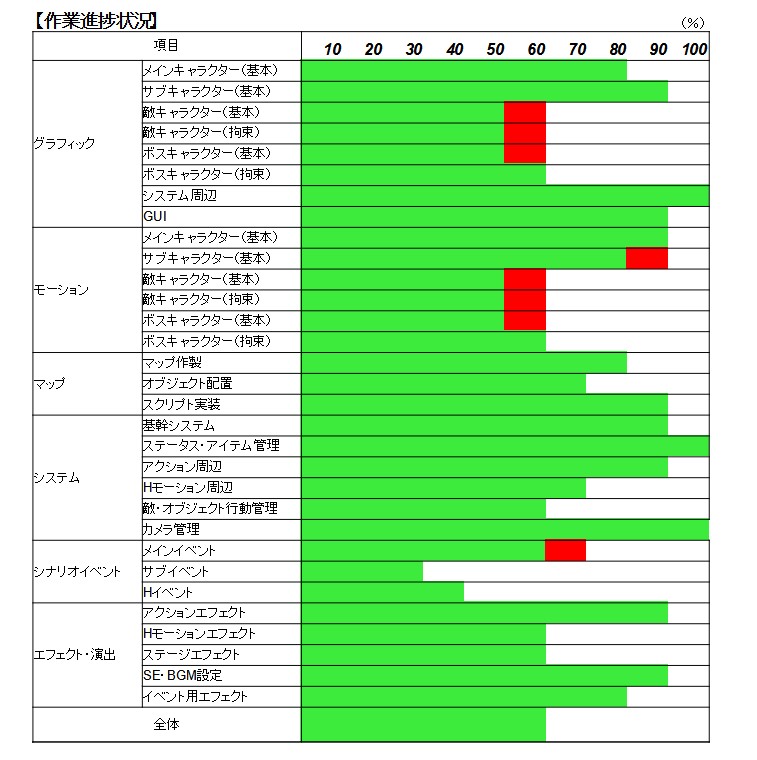 【作業進捗状況】
(%)
項目 10 20 30 40 50 60 70 80 90 100
グラフィック
メインキャラクター(基本)
サブキャラクター(基本)
敵キャラクター(基本)
敵キャラクター(拘束)
ボスキャラクター(基本)
ボスキャラクター(拘束)
システム周辺
GUI
モーション
メインキャラクター(基本)
サブキャラクター(基本)
敵キャラクター(基本)
敵キャラクター(拘束)
ボスキャラクター(基本)
ボスキャラクター(拘束)
マップ
マップ作製
オブジェクト配置
スクリプト実装
システム
基幹システム
ステータス・アイテム管理
アクション周辺
Hモーション周辺
敵・オブジェクト行動管理
カメラ管理
シナリオイベント
メインイベント
サブイベント
Hイベント
エフェクト・演出
アクションエフェクト
Hモーションエフェクト
ステージエフェクト
SE・BGM設定
イベント用エフェクト
全体